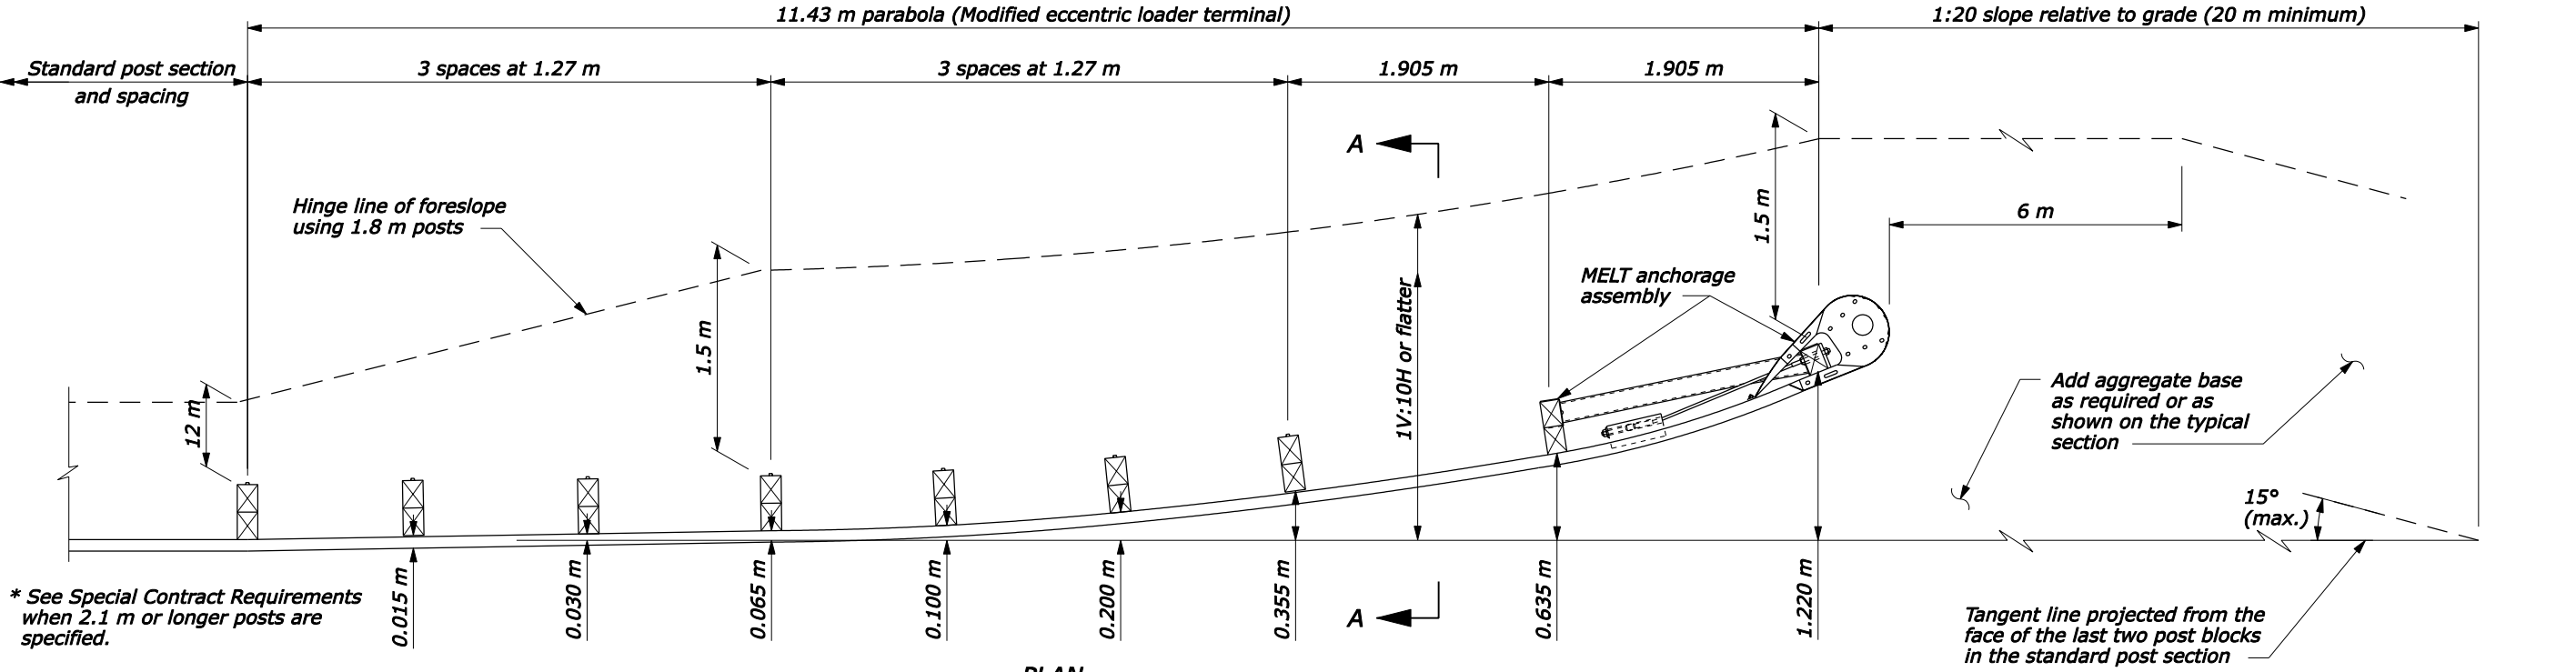 11.43 m parabola (Modified eccentric loader terminal)
1:20 slope relative to grade (20 m minimum)
Standard post section
and spacing
3 spaces at 1.27 m
3 spaces at 1.27 m
1.905 m
1.905 m
A
Hinge line of foreslope
using 1.8 m posts
1.5 m
6 m
MELT anchorage
assembly
1.5 m
1V:10H or flatter
12 m
Add aggregate base
as required or as
shown on the typical
section
15°
(max.)
* See Special Contract Requirements
when 2.1 m or longer posts are
specified.
0.015 m
0.030 m
0.065 m
0.100 m
0.200 m
0.355 m
A
0.635 m
1.220 m
Tangent line projected from the
face of the last two post blocks
in the standard post section
PLAN